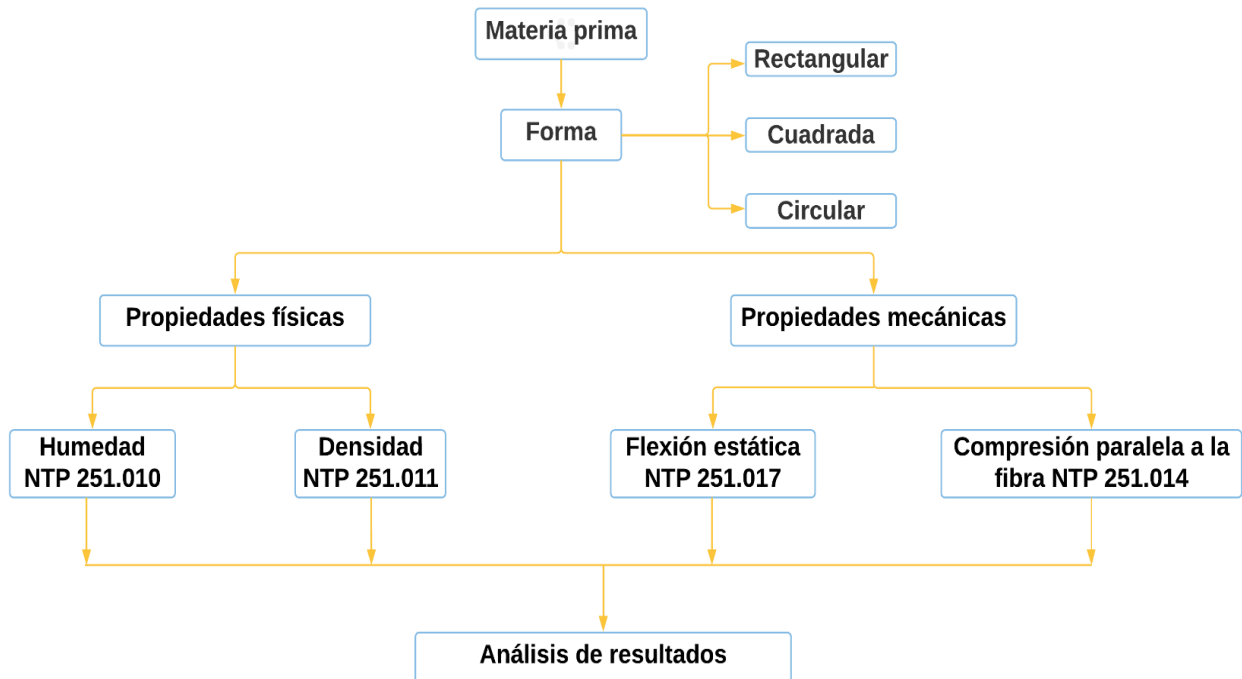 Materia prima
Rectangular
Forma
Cuadrada
Circular
Propiedades físicas
Propiedades mecánicas
Humedad
NTP 251.010
Densidad
NTP 251.011
Flexión estática
NTP 251.017
Compresión paralela a la
fibra NTP 251.014
Análisis de resultados